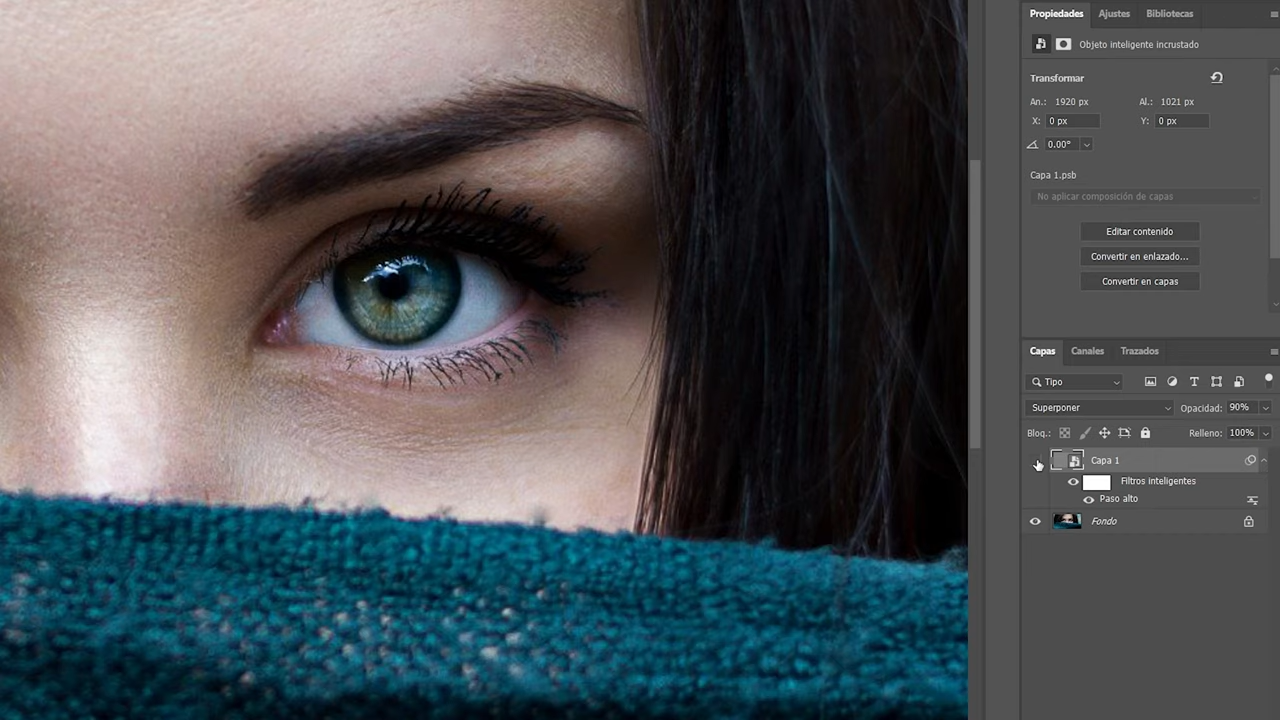 Propiedades Ajustes Bibliotecas
Objeto inteligente incrustado
Transformar
An.: 1920 px Al.: 1021 px
X: 0 px Y: 0 px
0.00°
Capa 1.psb
No aplicar composición de capas
Editar contenido
Convertir en enlazado...
Convertir en capas
Capas Canales Trazados
Tipo
Superponer Opacidad: 90%
Bloq.: Relleno: 100%
Capa 1
Filtros inteligentes
Paso alto
Fondo